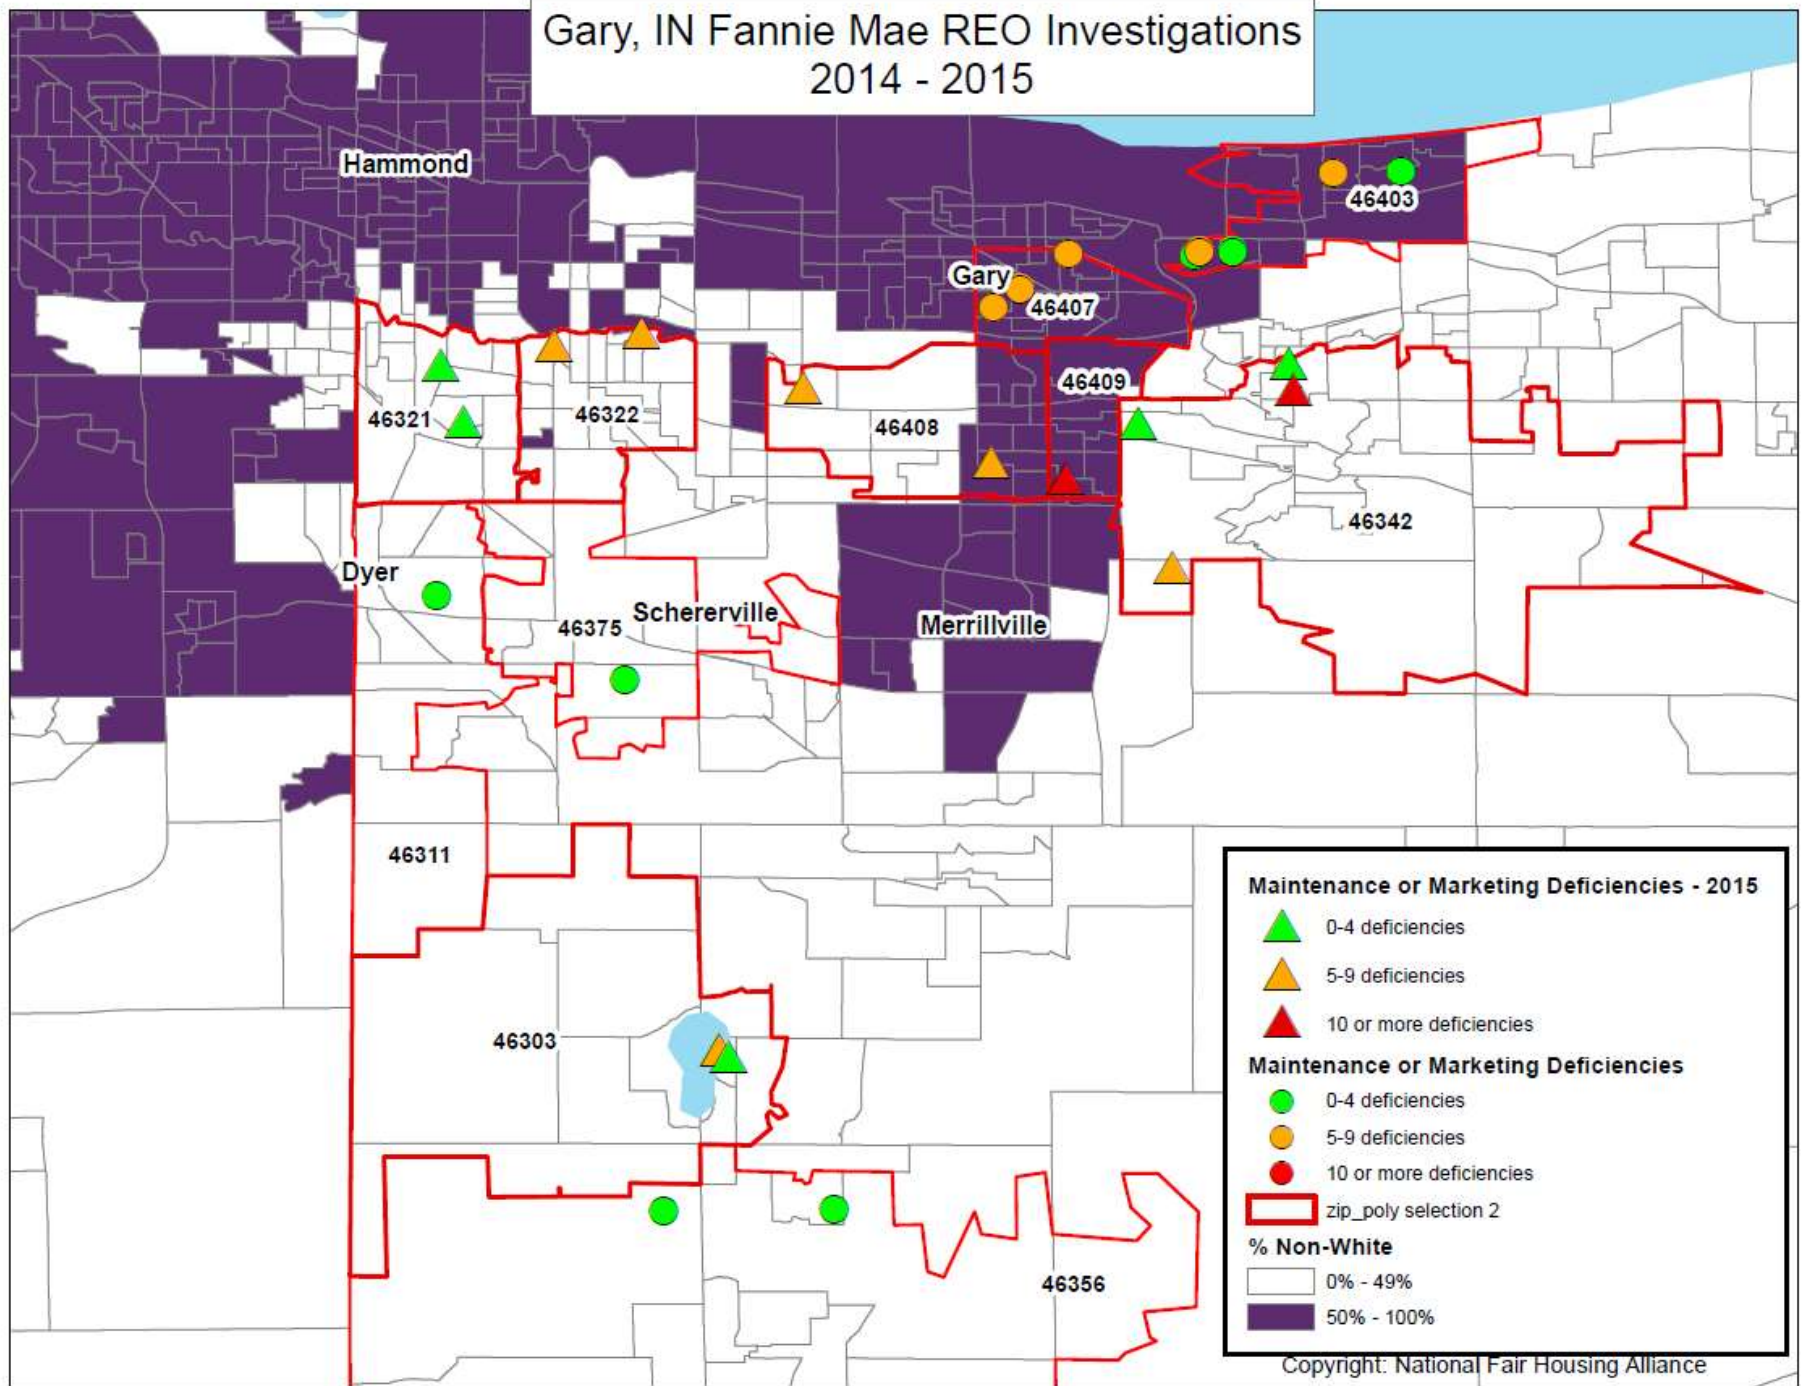 Gary, IN Fannie Mae REO Investigations
2014 - 2015
Hammond
46403
Gary
46407
46409
46321
46322
46408
46342
Dyer
46375
Schererville
Merrillville
46311
46303
46356
Maintenance or Marketing Deficiencies - 2015
0-4 deficiencies
5-9 deficiencies
10 or more deficiencies
Maintenance or Marketing Deficiencies
0-4 deficiencies
5-9 deficiencies
10 or more deficiencies
zip_poly selection 2
% Non-White
0% - 49%
50% - 100%
Copyright: National Fair Housing Alliance